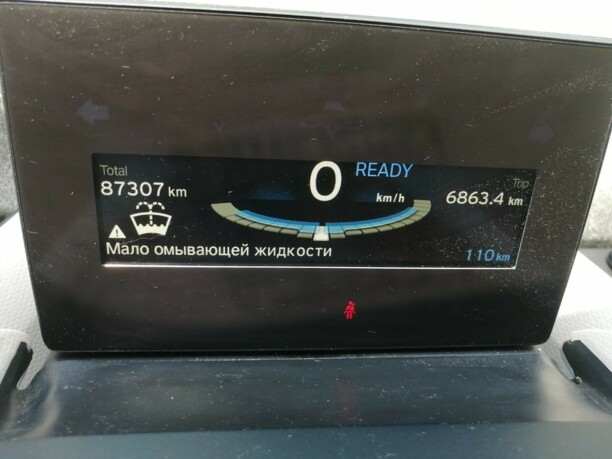 Total
87307 km
0
READY
km/h
Trip
6863.4 km
Мало омывающей жидкости
110 km